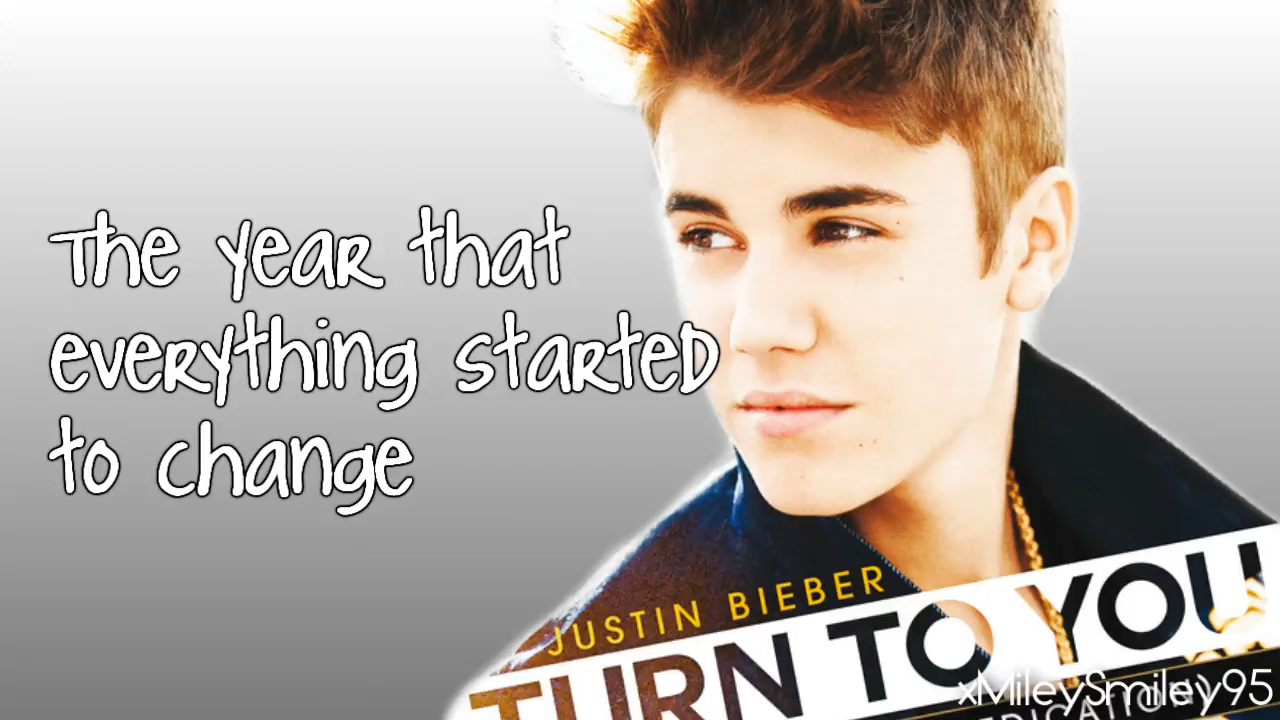 The year that
everything started
to change
JUSTIN BIEBER
TURN TO YOU
xMileySmiley95